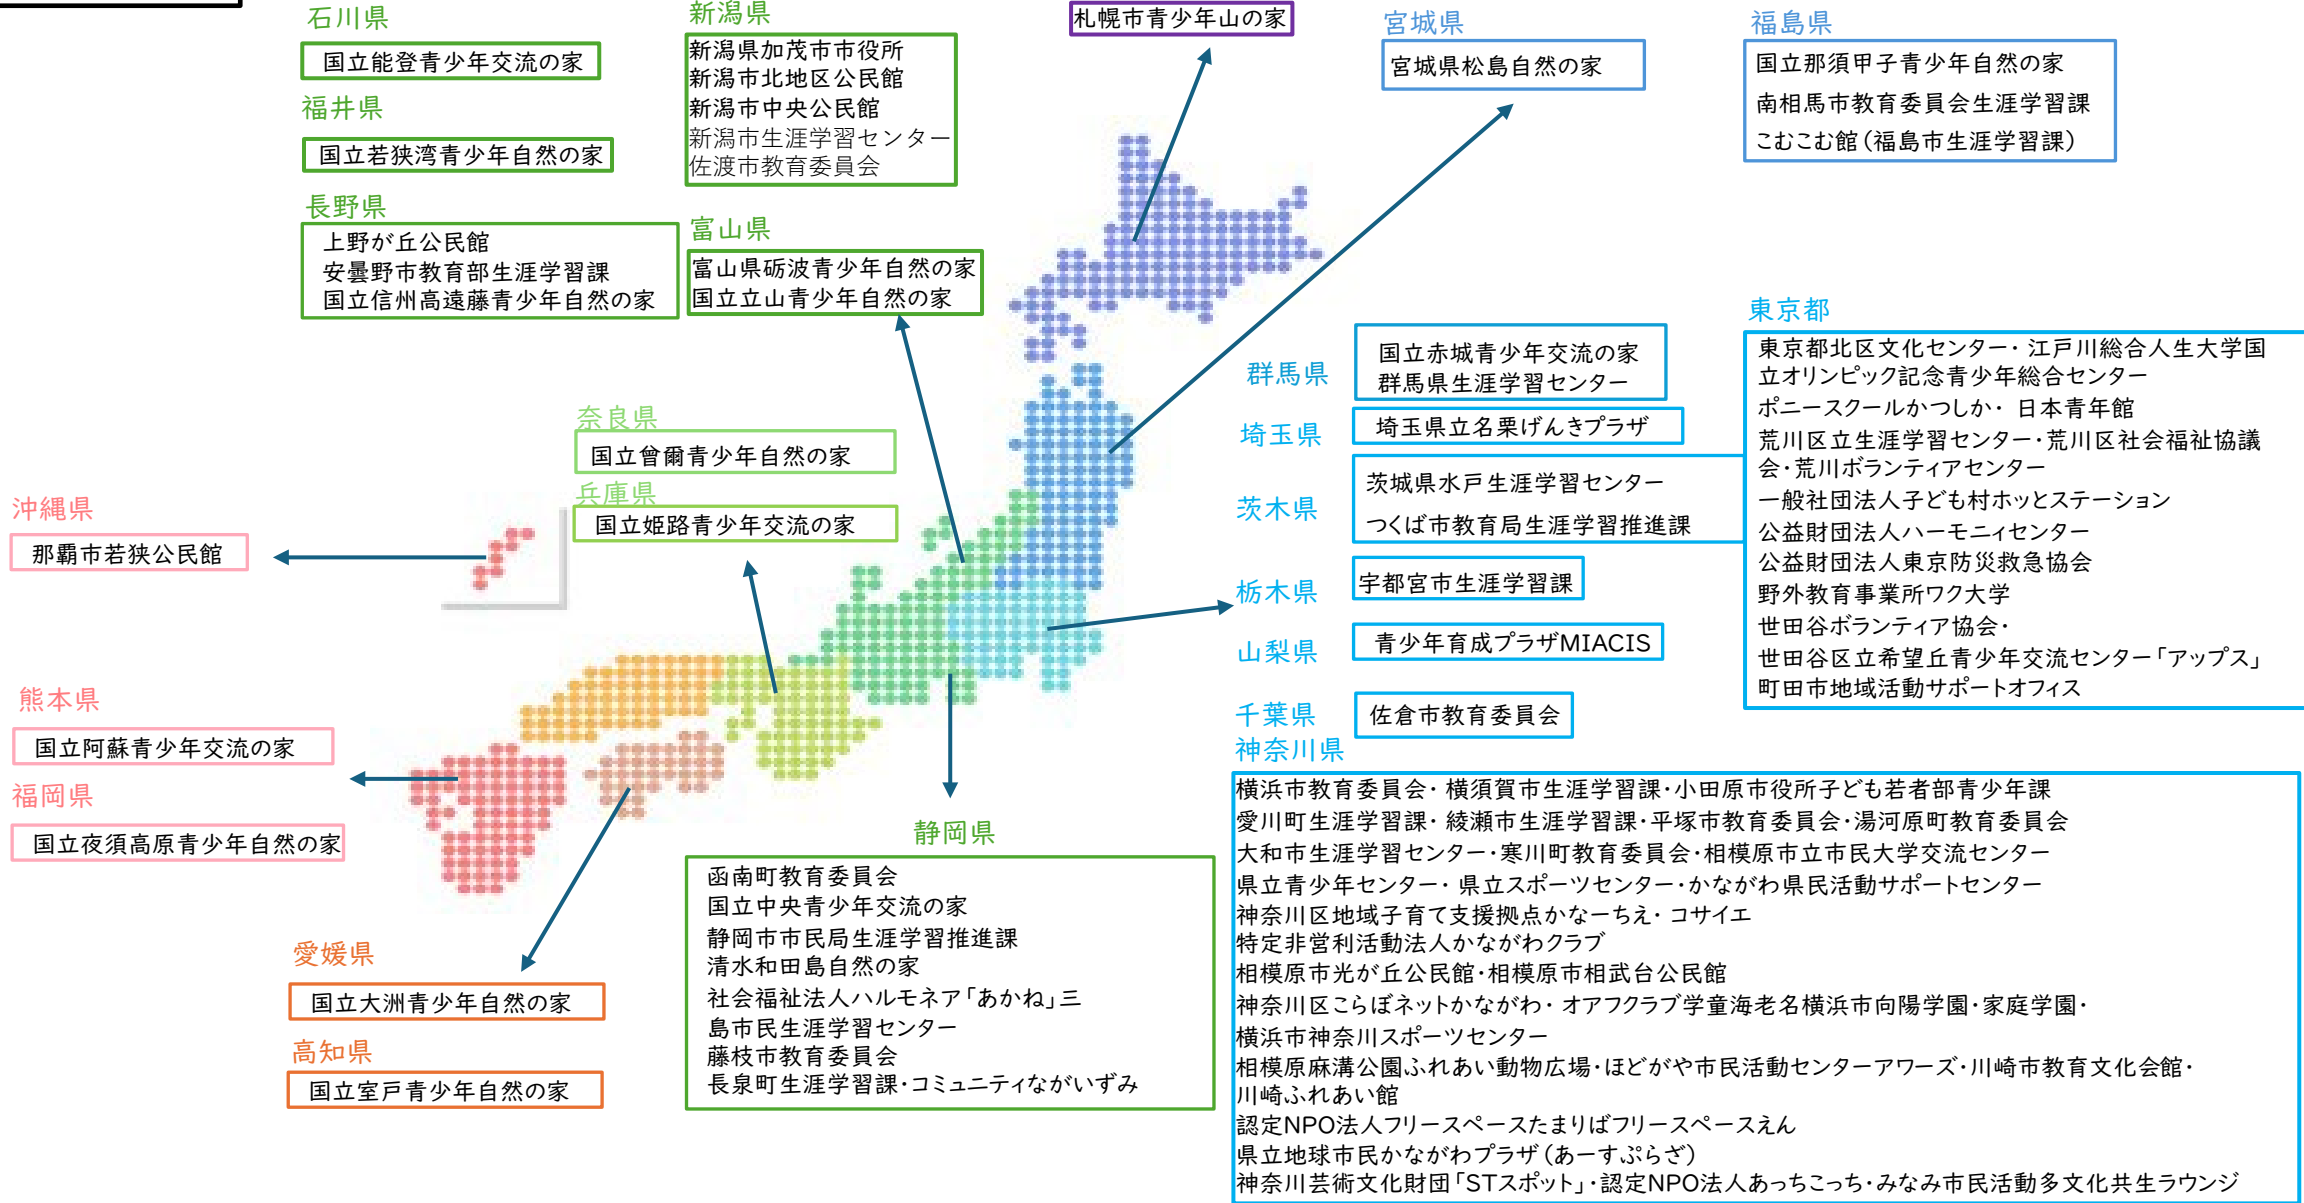 石川県
国立能登青少年交流の家
福井県
国立若狭湾青少年自然の家
長野県
上野が丘公民館
安曇野市教育部生涯学習課
国立信州高遠藤青少年自然の家
新潟県
新潟県加茂市市役所
新潟市北地区公民館
新潟市中央公民館
新潟市生涯学習センター
佐渡市教育委員会
富山県
富山県砺波青少年自然の家
国立立山青少年自然の家
札幌市青少年山の家
宮城県
宮城県松島自然の家
福島県
国立那須甲子青少年自然の家
南相馬市教育委員会生涯学習課
こむこむ館(福島市生涯学習課)
奈良県
国立曾爾青少年自然の家
兵庫県
国立姫路青少年交流の家
沖縄県
那覇市若狭公民館
熊本県
国立阿蘇青少年交流の家
福岡県
国立夜須高原青少年自然の家
愛媛県
国立大洲青少年自然の家
高知県
国立室戸青少年自然の家
静岡県
函南町教育委員会
国立中央青少年交流の家
静岡市市民局生涯学習推進課
清水和田島自然の家
社会福祉法人ハルモネア「あかね」三
島市民生涯学習センター
藤枝市教育委員会
長泉町生涯学習課・コミュニティながいずみ
群馬県
国立赤城青少年交流の家
群馬県生涯学習センター
埼玉県
埼玉県立名栗げんきプラザ
茨木県
茨城県水戸生涯学習センター
つくば市教育局生涯学習推進課
栃木県
宇都宮市生涯学習課
山梨県
青少年育成プラザMIACIS
千葉県
佐倉市教育委員会
東京都
東京都北区文化センター・ 江戸川総合人生大学国
立オリンピック記念青少年総合センター
ポニースクールかつしか・ 日本青年館
荒川区立生涯学習センター・荒川区社会福祉協議
会・荒川ボランティアセンター
一般社団法人子ども村ホッとステーション
公益財団法人ハーモニィセンター
公益財団法人東京防災救急協会
野外教育事業所ワク大学
世田谷ボランティア協会・
世田谷区立希望丘青少年交流センター「アップス」
町田市地域活動サポートオフィス
神奈川県
横浜市教育委員会・ 横須賀市生涯学習課・小田原市役所子ども若者部青少年課
愛川町生涯学習課・ 綾瀬市生涯学習課・平塚市教育委員会・湯河原町教育委員会
大和市生涯学習センター・寒川町教育委員会・相模原市立市民大学交流センター
県立青少年センター・ 県立スポーツセンター・かながわ県民活動サポートセンター
神奈川区地域子育て支援拠点かなーちえ・ コサイエ
特定非営利活動法人かながわクラブ
相模原市光が丘公民館・相模原市相武台公民館
神奈川区こらぼネットかながわ・ オアフクラブ学童海老名横浜市向陽学園・家庭学園・
横浜市神奈川スポーツセンター
相模原麻溝公園ふれあい動物広場・ほどがや市民活動センターアワーズ・川崎市教育文化会館・
川崎ふれあい館
認定NPO法人フリースペースたまりばフリースペースえん
県立地球市民かながわプラザ(あーすぷらざ)
神奈川芸術文化財団「STスポット」・認定NPO法人あっちこっち・みなみ市民活動多文化共生ラウンジ